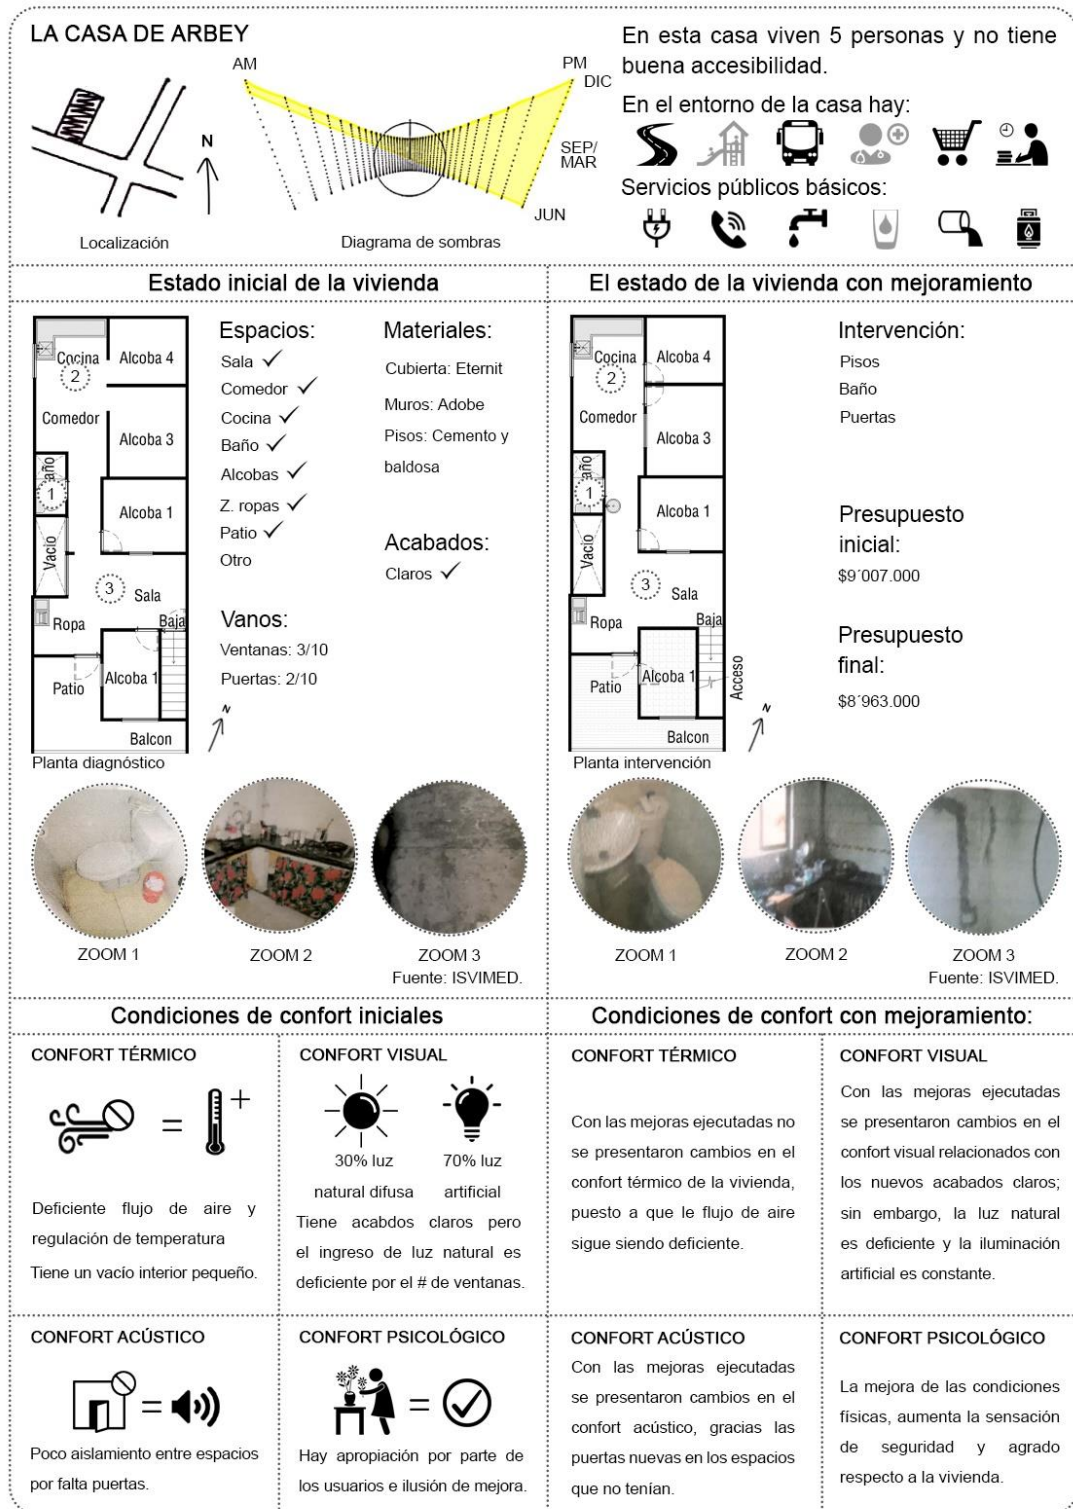 LA CASA DE ARBEY
AM
PM
DIC
SEP/
MAR
JUN
N
Localización
Diagrama de sombras
En esta casa viven 5 personas y no tiene
buena accesibilidad.
En el entorno de la casa hay:
Servicios públicos básicos:
Estado inicial de la vivienda
Cocina
2
Alcoba 4
Comedor
Alcoba 3
1
Alcoba 1
Vacio
3
Sala
Ropa
Baja
Patio
Alcoba 1
Balcon
N
Planta diagnóstico
Espacios:
Sala ✓
Comedor ✓
Cocina ✓
Baño ✓
Alcobas ✓
Z. ropas ✓
Patio ✓
Otro
Vanos:
Ventanas: 3/10
Puertas: 2/10
Materiales:
Cubierta: Eternit
Muros: Adobe
Pisos: Cemento y
baldosa
Acabados:
Claros ✓
ZOOM 1
ZOOM 2
ZOOM 3
Fuente: ISVIMED.
El estado de la vivienda con mejoramiento
Cocina
2
Alcoba 4
Comedor
Alcoba 3
1
Alcoba 1
Vacio
3
Sala
Ropa
Baja
Patio
Alcoba 1
Acceso
Balcon
N
Planta intervención
Intervención:
Pisos
Baño
Puertas
Presupuesto
inicial:
$9´007.000
Presupuesto
final:
$8´963.000
ZOOM 1
ZOOM 2
ZOOM 3
Fuente: ISVIMED.
Condiciones de confort iniciales
CONFORT TÉRMICO
=
+
Deficiente flujo de aire y
regulación de temperatura
Tiene un vacío interior pequeño.
CONFORT VISUAL
30% luz
natural difusa
70% luz
artificial
Tiene acabdos claros pero
el ingreso de luz natural es
deficiente por el # de ventanas.
CONFORT ACÚSTICO
=
Poco aislamiento entre espacios
por falta puertas.
CONFORT PSICOLÓGICO
=
Hay apropiación por parte de
los usuarios e ilusión de mejora.
Condiciones de confort con mejoramiento:
CONFORT TÉRMICO
Con las mejoras ejecutadas no
se presentaron cambios en el
confort térmico de la vivienda,
puesto a que le flujo de aire
sigue siendo deficiente.
CONFORT VISUAL
Con las mejoras ejecutadas
se presentaron cambios en el
confort visual relacionados con
los nuevos acabados claros;
sin embargo, la luz natural
es deficiente y la iluminación
artificial es constante.
CONFORT ACÚSTICO
Con las mejoras ejecutadas
se presentaron cambios en el
confort acústico, gracias las
puertas nuevas en los espacios
que no tenían.
CONFORT PSICOLÓGICO
La mejora de las condiciones
físicas, aumenta la sensación
de seguridad y agrado
respecto a la vivienda.